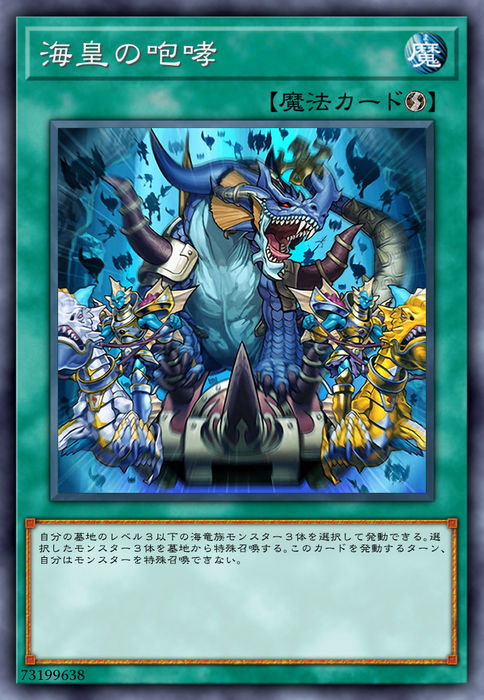 海皇の咆哮
魔
【魔法カード】
自分の墓地のレベル３以下の海竜族モンスター３体を選択して発動できる。選
択したモンスター３体を墓地から特殊召喚する。このカードを発動するターン、
自分はモンスターを特殊召喚できない。
73199638